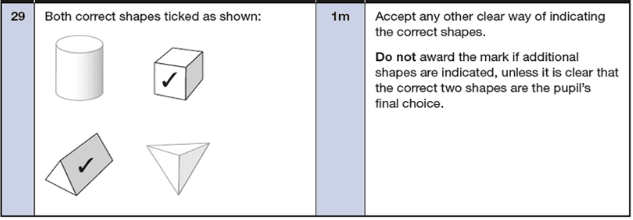 29 Both correct shapes ticked as shown: 1m Accept any other clear way of indicating
the correct shapes.
Do not award the mark if additional
shapes are indicated, unless it is clear that
the correct two shapes are the pupil's
final choice.